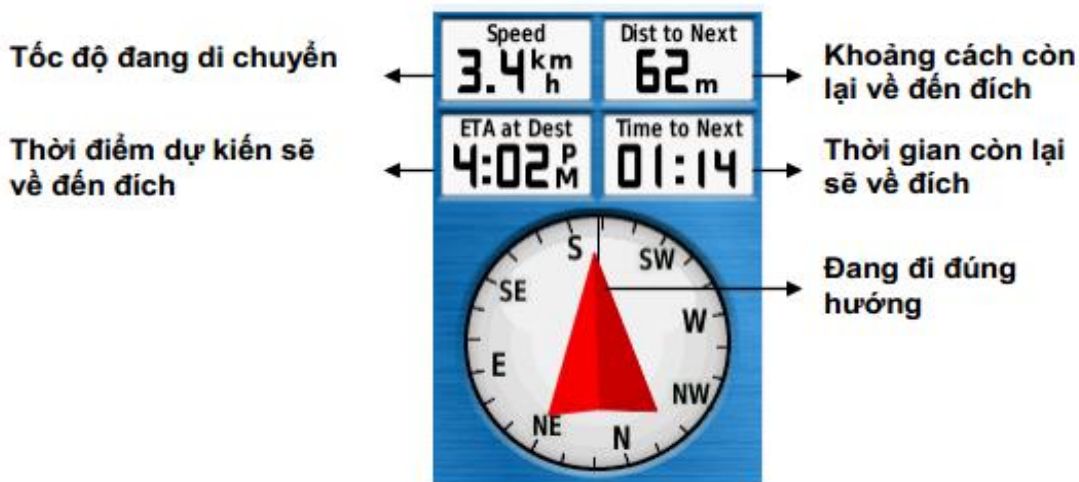 Tốc độ đang di chuyển
Thời điểm dự kiến sẽ
về đến đích
Speed
3.4 km
h
Dist to Next
62 m
ETA at Dest
4:02 P
M
Time to Next
01:14
S
SW
SE
W
E
NW
NE
N
Khoảng cách còn
lại về đến đích
Thời gian còn lại
sẽ về đích
Đang đi đúng
hướng